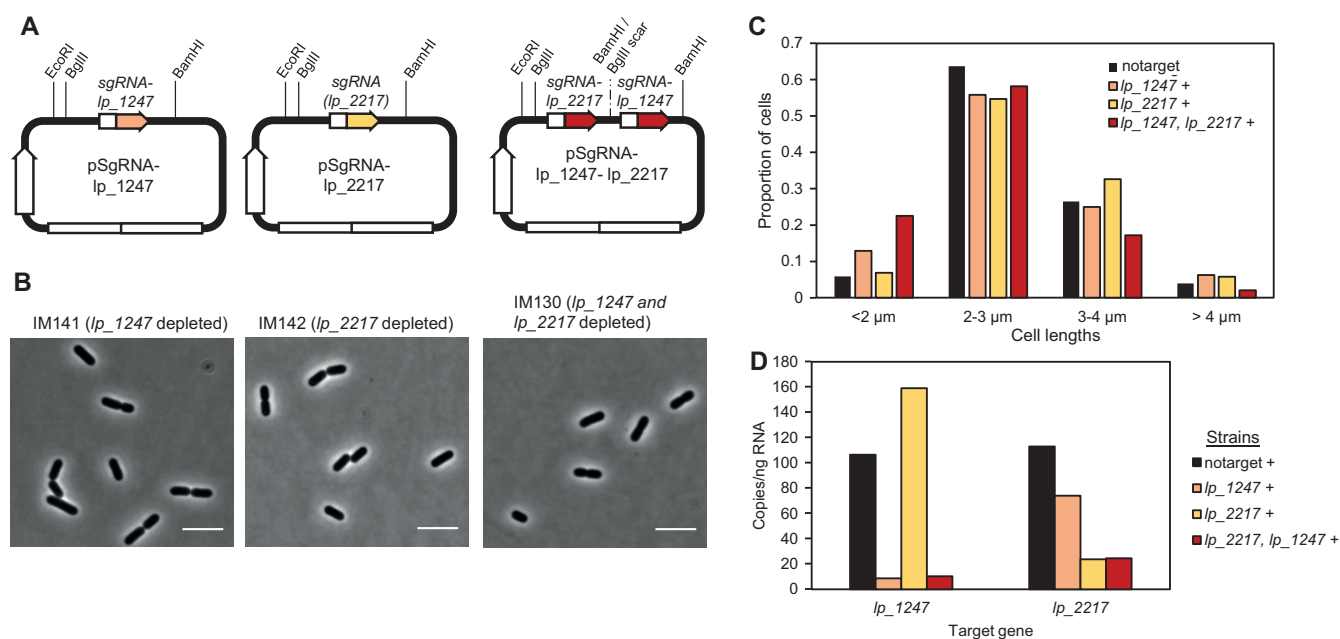 A
EcoRI
BglII
BamHI
sgRNA-
lp_1247
pSgRNA-
lp_1247
EcoRI
BglII
BamHI
sgRNA
(lp_2217)
pSgRNA-
lp_2217
EcoRI
BglII
BamHI /
BglII scar
BamHI
sgRNA-
lp_2217
sgRNA-
lp_1247
pSgRNA-
lp_1247- lp_2217
B
IM141 (lp_1247 depleted)
IM142 (lp_2217 depleted)
IM130 (lp_1247 and
lp_2217 depleted)
C
Proportion of cells
0.7
0.6
0.5
0.4
0.3
0.2
0.1
0
notarget
lp_1247 +
lp_2217 +
lp_1247, lp_2217 +
<2 µm
2-3 µm
3-4 µm
> 4 µm
Cell lengths
D
Copies/ng RNA
180
160
140
120
100
80
60
40
20
0
lp_1247
lp_2217
Target gene
Strains
notarget +
lp_1247 +
lp_2217 +
lp_2217, lp_1247 +